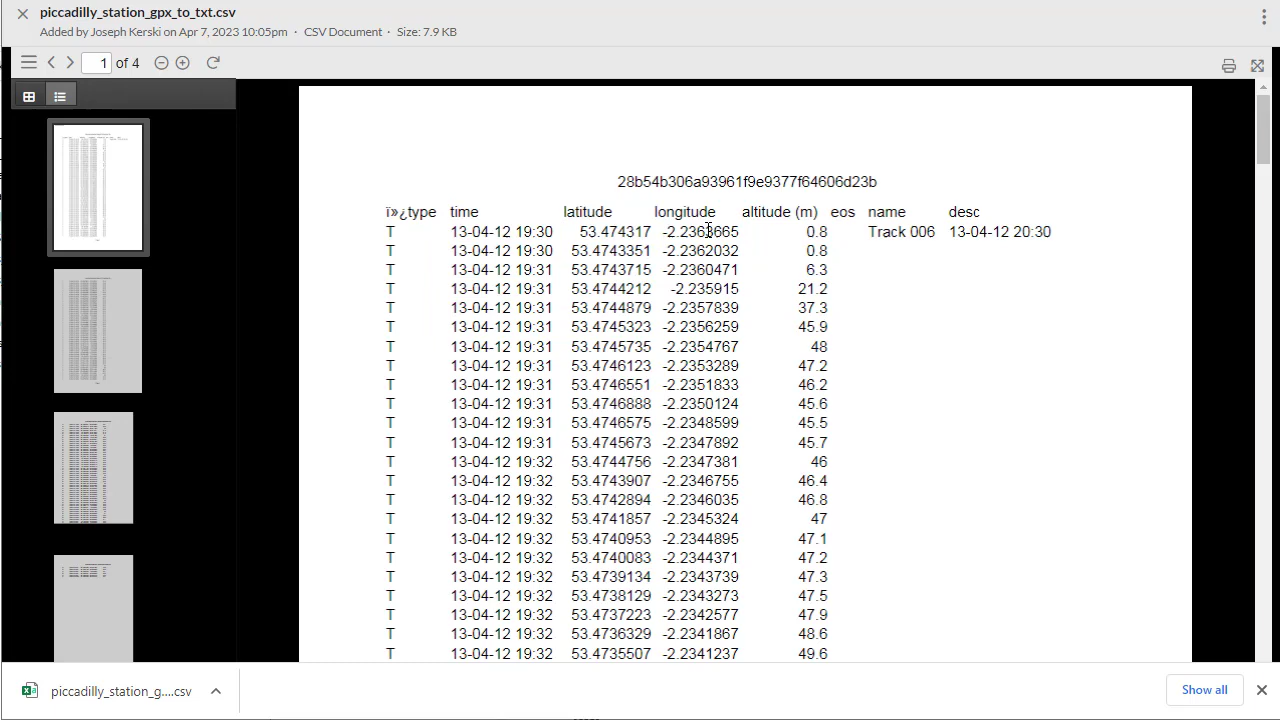 piccadilly_station_gpx_to_txt.csv
Added by Joseph Kerski on Apr 7, 2023 10:05pm · CSV Document · Size: 7.9 KB
1 of 4
28b54b306a93961f9e9377f64606d23b
ï»¿type time latitude longitude altitude (m) eos name desc
T 13-04-12 19:30 53.474317 -2.2363665 0.8 Track 006 13-04-12 20:30
T 13-04-12 19:30 53.4743351 -2.2362032 0.8
T 13-04-12 19:31 53.4743715 -2.2360471 6.3
T 13-04-12 19:31 53.4744212 -2.235915 21.2
T 13-04-12 19:31 53.4744879 -2.2357839 37.3
T 13-04-12 19:31 53.4745323 -2.2356259 45.9
T 13-04-12 19:31 53.4745735 -2.2354767 48
T 13-04-12 19:31 53.4746123 -2.2353289 47.2
T 13-04-12 19:31 53.4746551 -2.2351833 46.2
T 13-04-12 19:31 53.4746888 -2.2350124 45.6
T 13-04-12 19:31 53.4746575 -2.2348599 45.5
T 13-04-12 19:31 53.4745673 -2.2347892 45.7
T 13-04-12 19:32 53.4744756 -2.2347381 46
T 13-04-12 19:32 53.4743907 -2.2346755 46.4
T 13-04-12 19:32 53.4742894 -2.2346035 46.8
T 13-04-12 19:32 53.4741857 -2.2345324 47
T 13-04-12 19:32 53.4740953 -2.2344895 47.1
T 13-04-12 19:32 53.4740083 -2.2344371 47.2
T 13-04-12 19:32 53.4739134 -2.2343739 47.3
T 13-04-12 19:32 53.4738129 -2.2343273 47.5
T 13-04-12 19:32 53.4737223 -2.2342577 47.9
T 13-04-12 19:32 53.4736329 -2.2341867 48.6
T 13-04-12 19:32 53.4735507 -2.2341237 49.6
piccadilly_station_g....csv
Show all